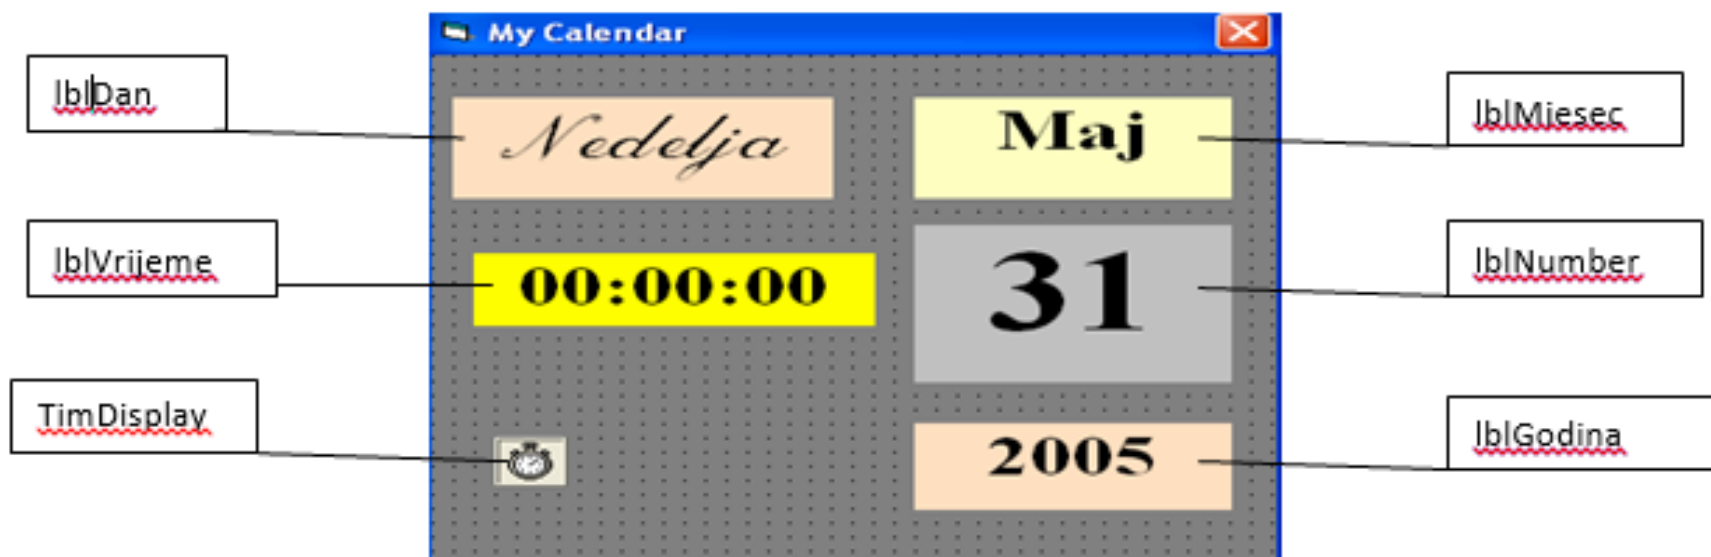 My Calendar
lblDan
Nedelja
Maj
lblMjesec
lblVrijeme
00:00:00
31
lblNumber
TimDisplay
2005
lblGodina